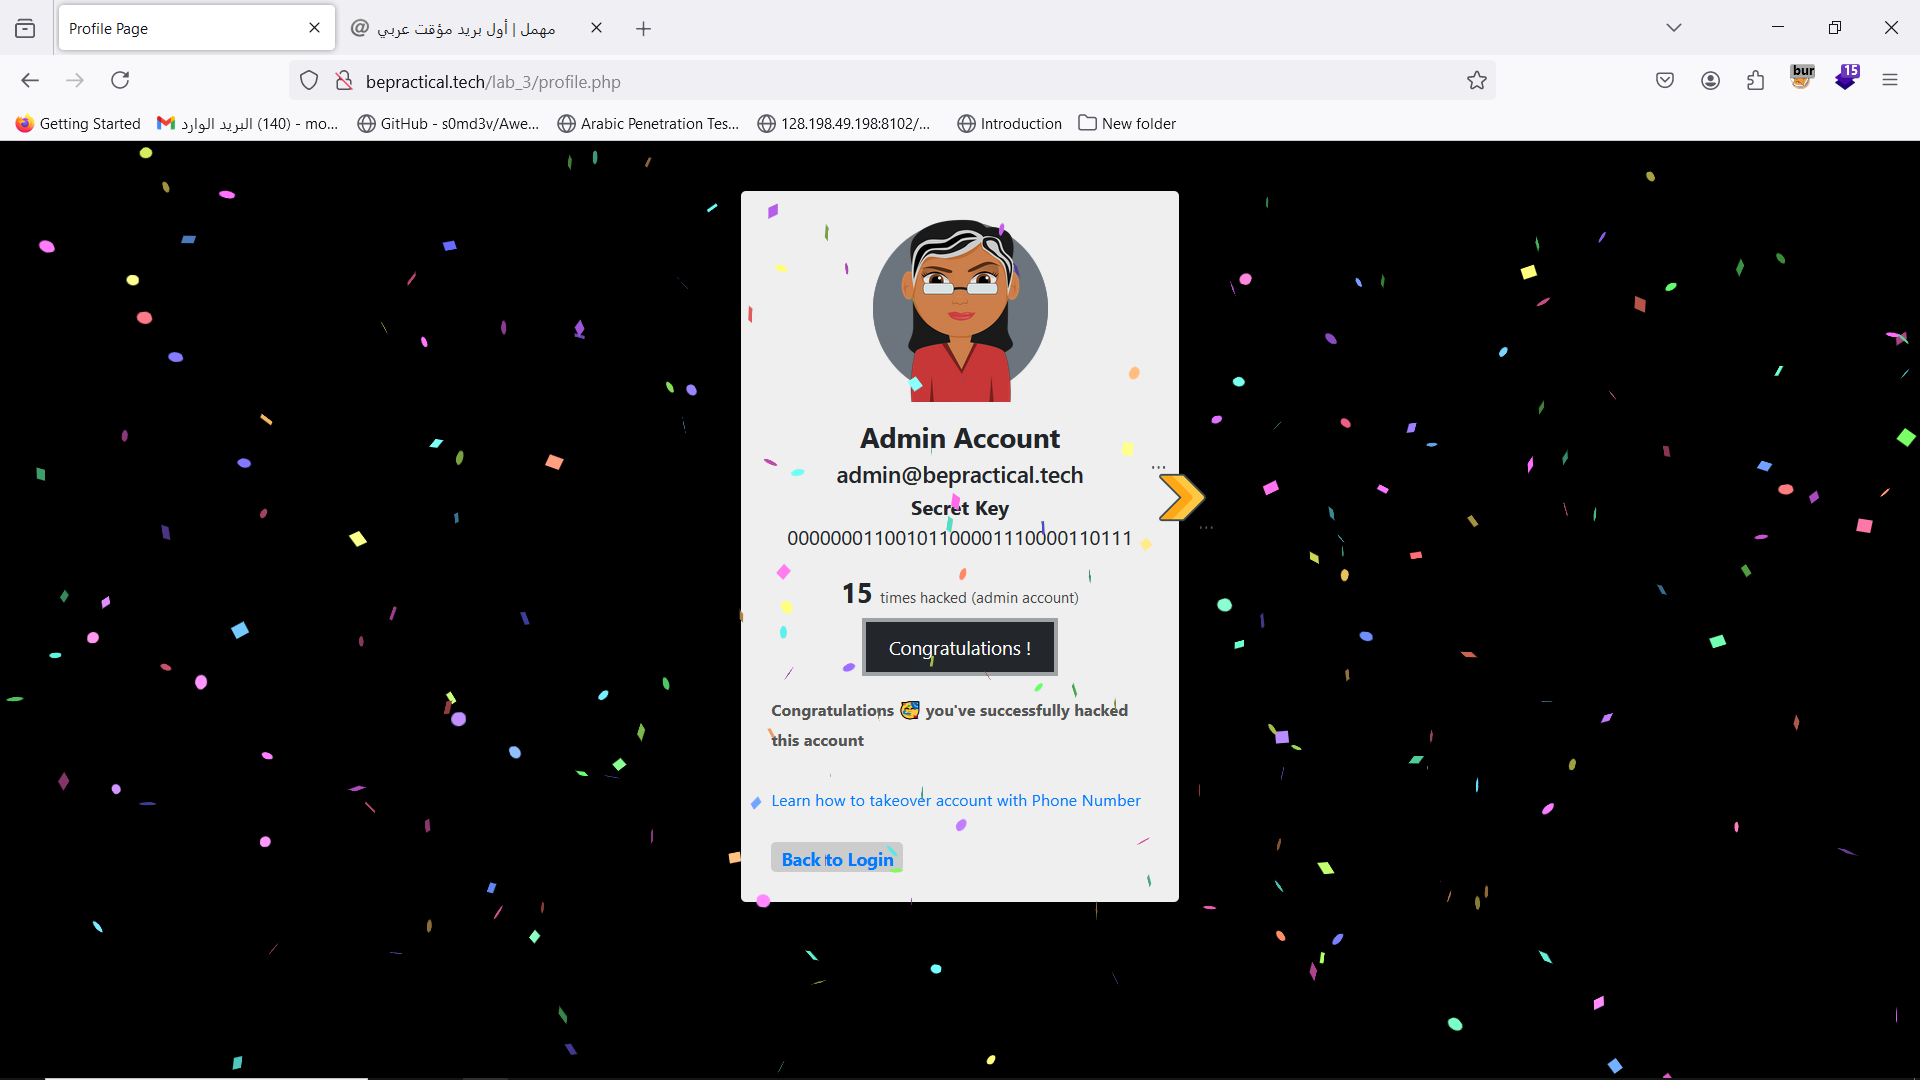 Profile Page
مهمل | أول بريد مؤقت عربي
bepractical.tech/lab_3/profile.php
bur
15
Getting Started
البريد الوارد (140) - mo...
GitHub - s0md3v/Awe...
Arabic Penetration Tes...
128.198.49.198:8102/...
Introduction
New folder
Admin Account
admin@bepractical.tech
Secret Key
00000001100101100001110000110111
15 times hacked (admin account)
Congratulations !
Congratulations 🥳 you've successfully hacked
this account
Learn how to takeover account with Phone Number
Back to Login